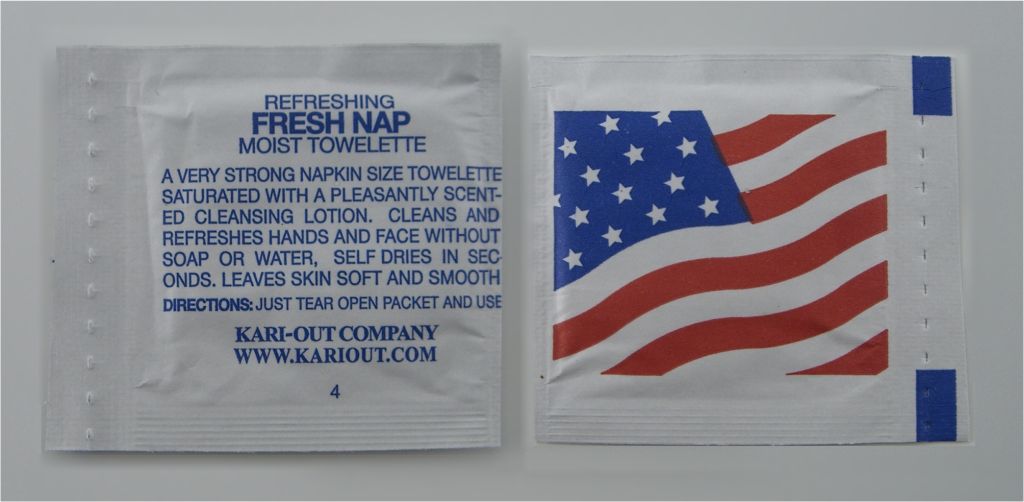 REFRESHING
FRESH NAP
MOIST TOWELETTE
A VERY STRONG NAPKIN SIZE TOWELETTE
SATURATED WITH A PLEASANTLY SCENT-
ED CLEANSING LOTION. CLEANS AND
REFRESHES HANDS AND FACE WITHOUT
SOAP OR WATER, SELF DRIES IN SEC-
ONDS. LEAVES SKIN SOFT AND SMOOTH
DIRECTIONS: JUST TEAR OPEN PACKET AND USE
KARI-OUT COMPANY
WWW.KARIOUT.COM
4